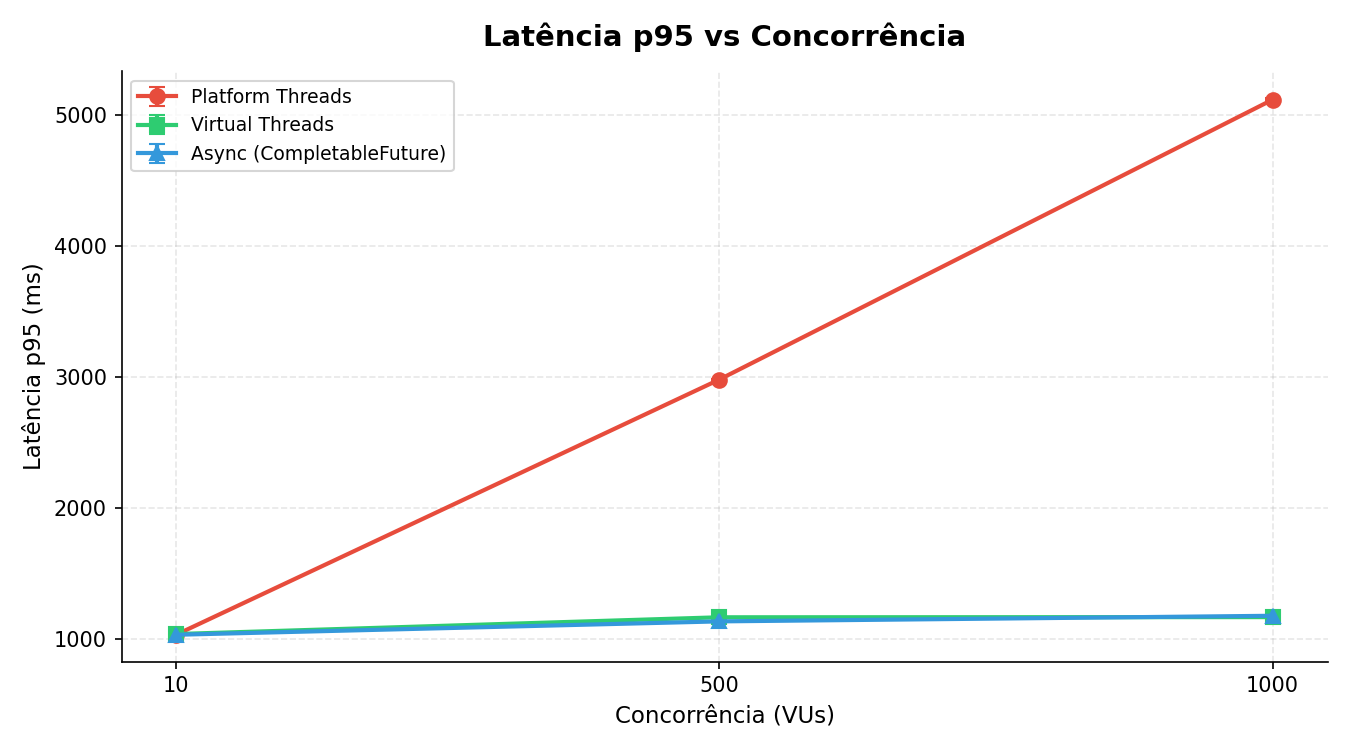 Latência p95 vs Concorrência
Platform Threads
Virtual Threads
Async (CompletableFuture)
Latência p95 (ms)
5000
4000
3000
2000
1000
10
500
1000
Concorrência (VUs)